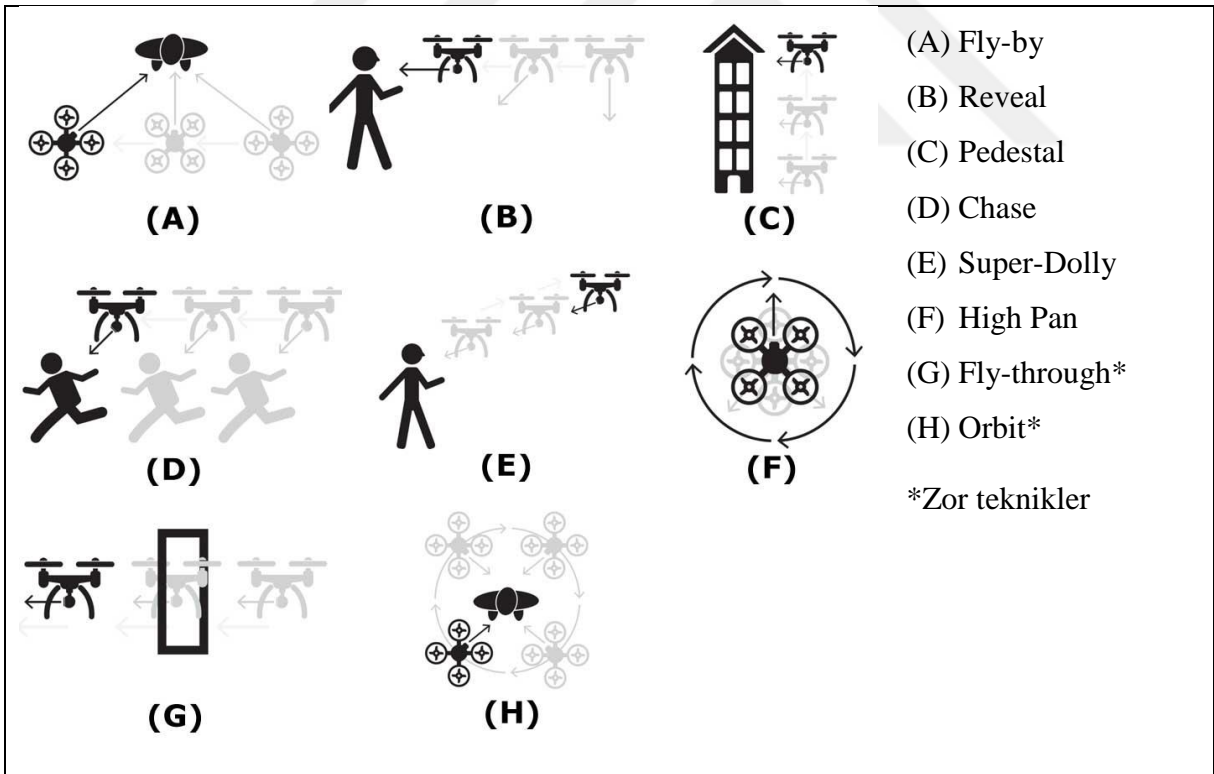 (A)
(B)
(C)
(D)
(E)
(F)
(G)
(H)
(A) Fly-by
(B) Reveal
(C) Pedestal
(D) Chase
(E) Super-Dolly
(F) High Pan
(G) Fly-through*
(H) Orbit*
*Zor teknikler